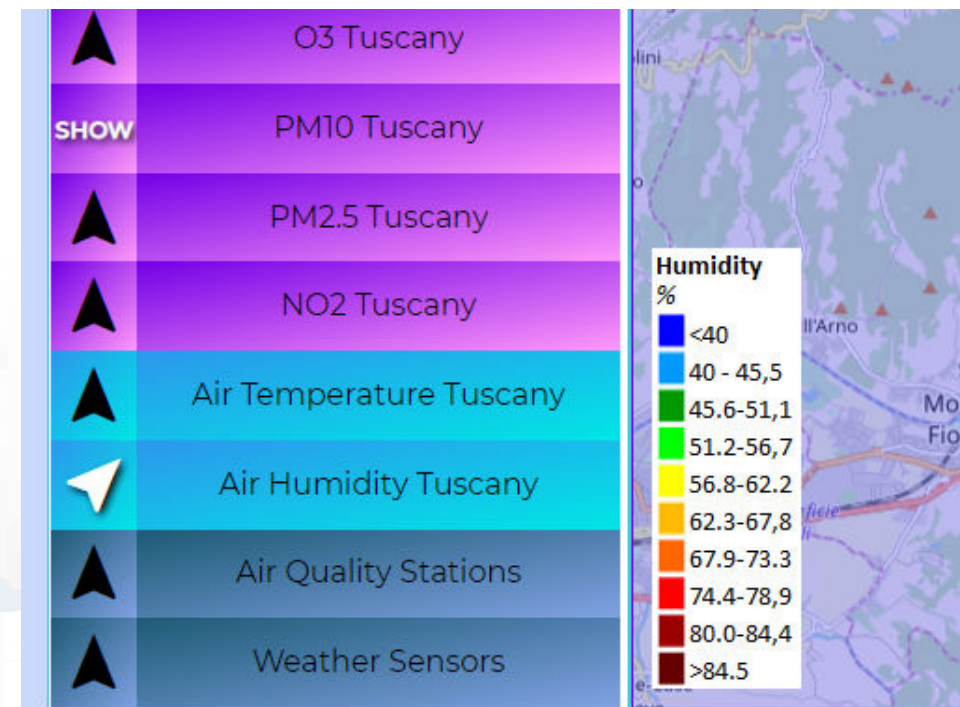 O3 Tuscany
SHOW
PM10 Tuscany
PM2.5 Tuscany
NO2 Tuscany
Air Temperature Tuscany
Air Humidity Tuscany
Air Quality Stations
Weather Sensors
lini
Humidity
%
<40
40 - 45,5
45.6-51,1
51.2-56,7
56.8-62.2
62.3-67,8
67.9-73.3
74.4-78,9
80.0-84,4
>84.5
ll'Arno
Mo
Fio
ficie